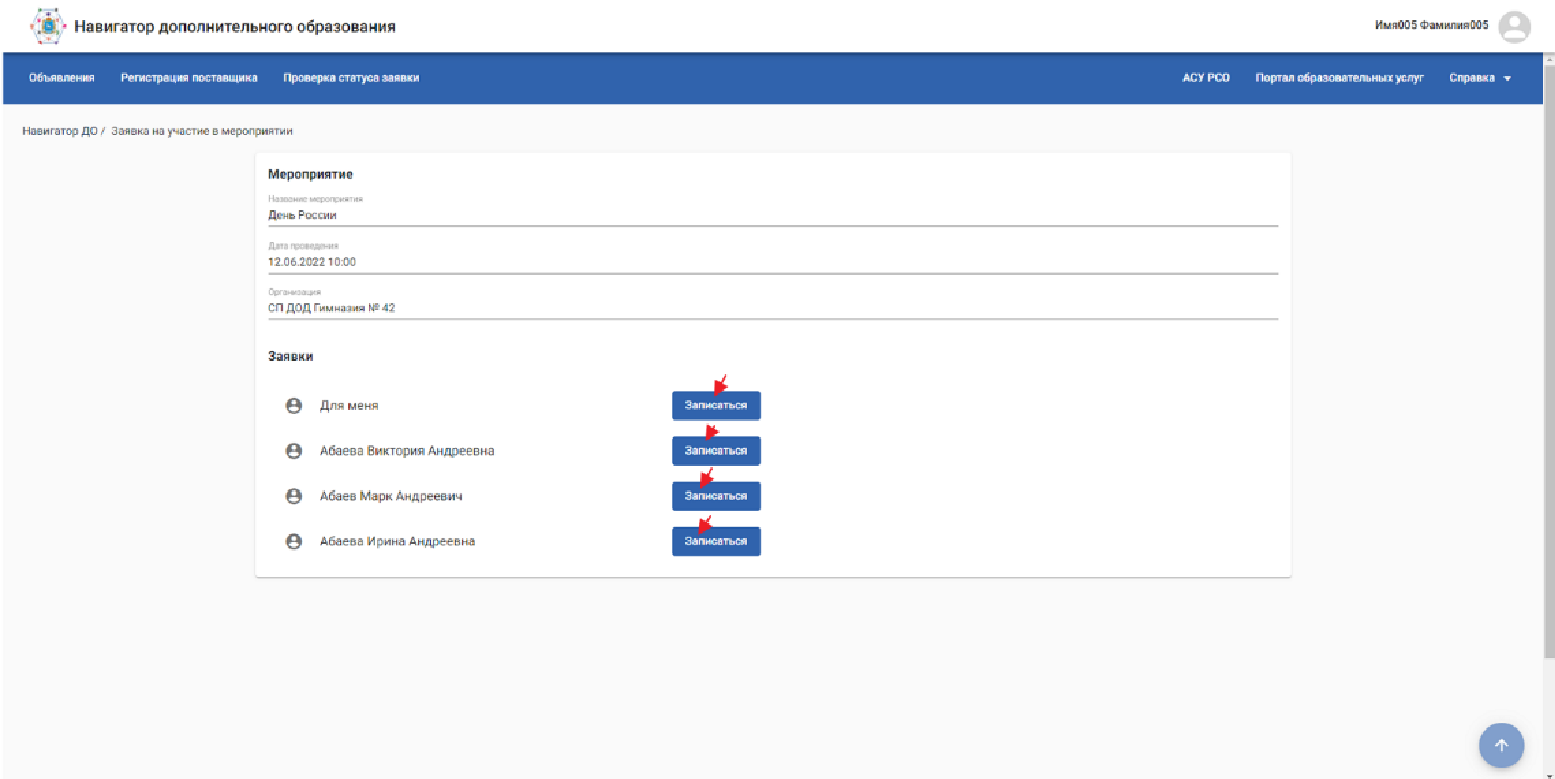 Навигатор дополнительного образования
Имя005 Фамилия005
Объявления Регистрация поставщика Проверка статуса заявки АСУ РСО Портал образовательных услуг Справка
Навигатор ДО / Заявка на участие в мероприятии
Мероприятие
Название мероприятия
День России
Дата проведения
12.06.2022 10:00
Организация
СП ДОД Гимназия № 42
Заявки
Для меня Записаться
Абаева Виктория Андреевна Записаться
Абаев Марк Андреевич Записаться
Абаева Ирина Андреевна Записаться